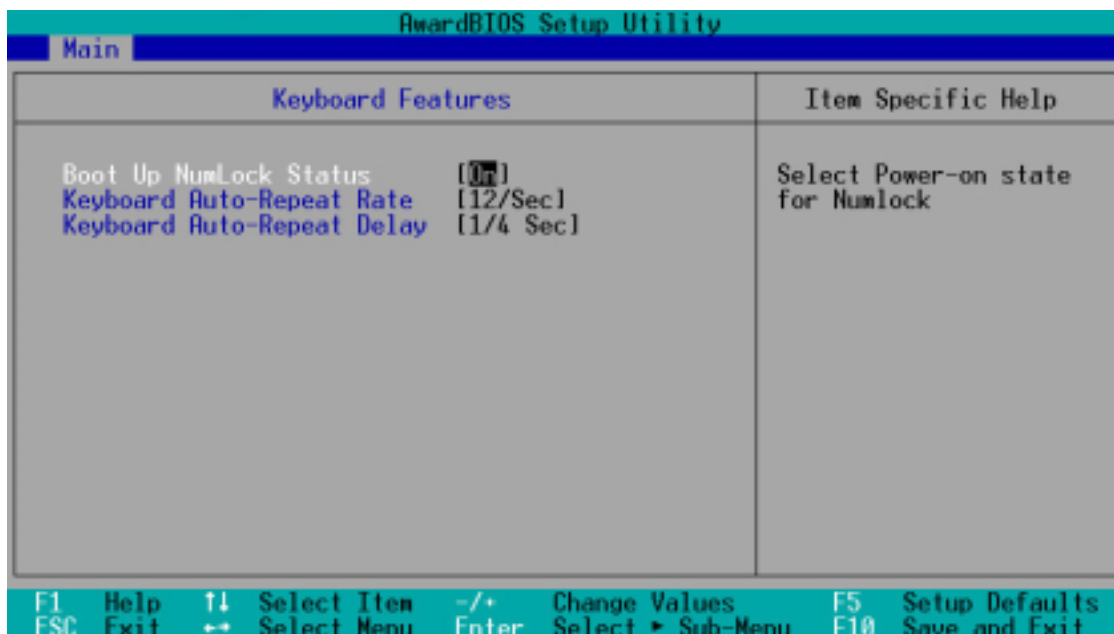 AwardBIOS Setup Utility
Main
Keyboard Features
Item Specific Help
Boot Up NumLock Status [On]
Keyboard Auto-Repeat Rate [12/Sec]
Keyboard Auto-Repeat Delay [1/4 Sec]
Select Power-on state
for Numlock
F1 Help ↑↓ Select Item -/+ Change Values F5 Setup Defaults
ESC Exit ←→ Select Menu Enter Select ► Sub-Menu F10 Save and Exit